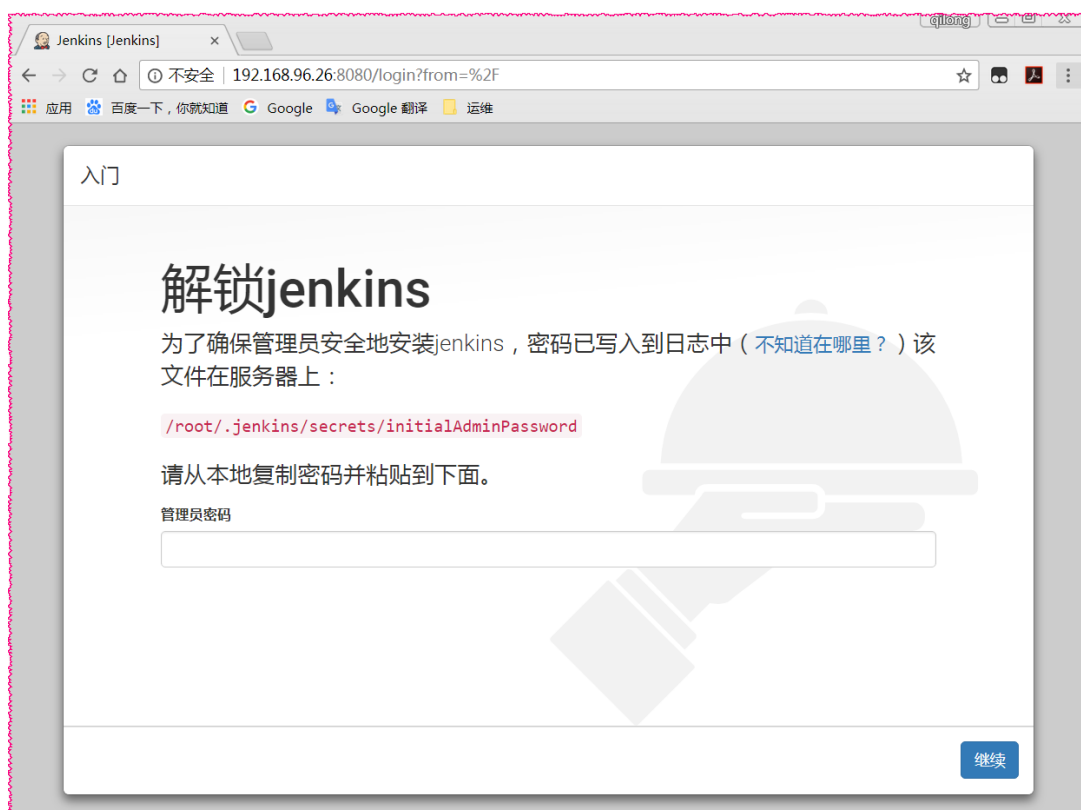 qilong
Jenkins [Jenkins]
不安全 192.168.96.26:8080/login?from=%2F
应用 百度一下，你就知道 Google Google 翻译 运维
入门
解锁jenkins
为了确保管理员安全地安装jenkins，密码已写入到日志中（不知道在哪里？）该
文件在服务器上：
/root/.jenkins/secrets/initialAdminPassword
请从本地复制密码并粘贴到下面。
管理员密码
继续